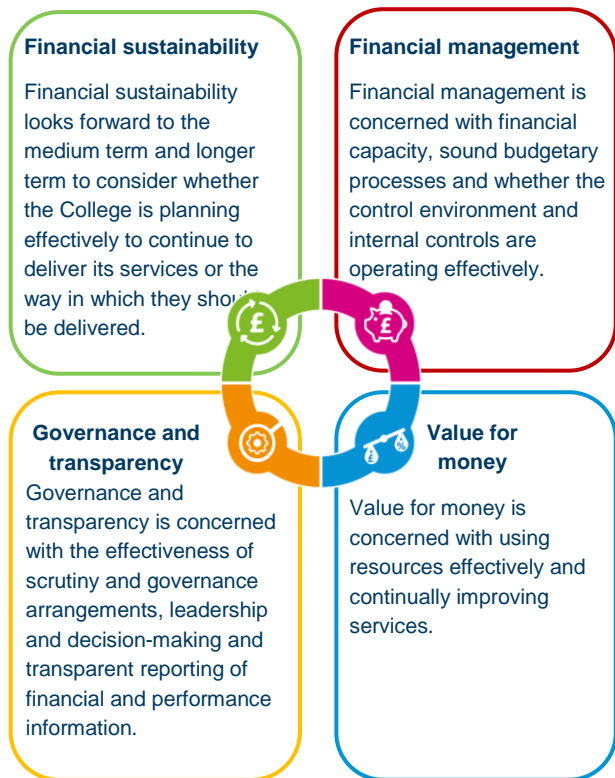 Financial sustainability
Financial sustainability
looks forward to the
medium term and longer
term to consider whether
the College is planning
effectively to continue to
deliver its services or the
way in which they
be delivered.
Financial management
Financial management is
concerned with financial
capacity, sound budgetary
processes and whether the
control environment and
internal controls are
operating effectively.
£
£
Governance and
transparency
Governance and
transparency is concerned
with the effectiveness of
scrutiny and governance
arrangements, leadership
and decision-making and
transparent reporting of
financial and performance
information.
£ %
Value for
money
Value for money is
concerned with using
resources effectively and
continually improving
services.